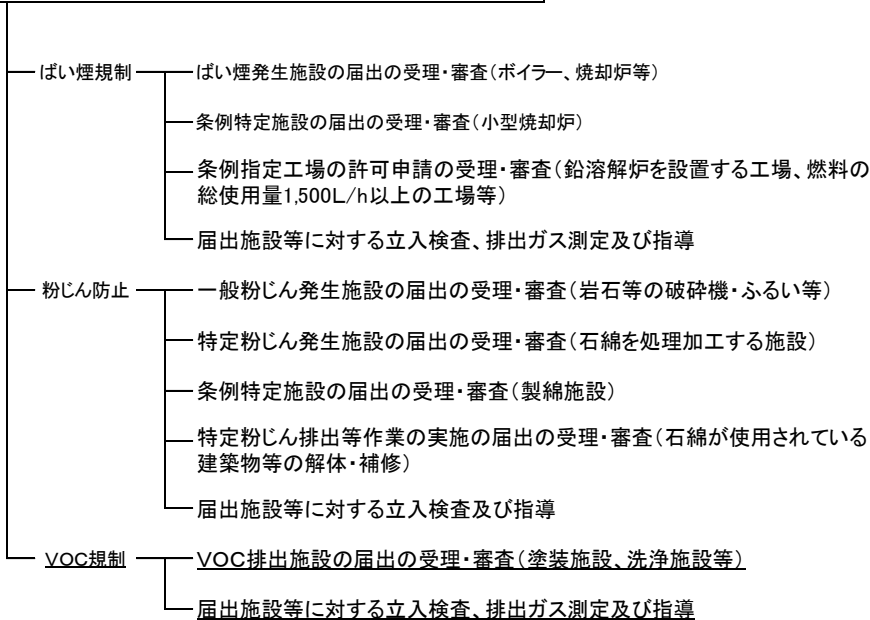 ばい煙規制
ばい煙発生施設の届出の受理・審査(ボイラー、焼却炉等)
条例特定施設の届出の受理・審査(小型焼却炉)
条例指定工場の許可申請の受理・審査(鉛溶解炉を設置する工場、燃料の
総使用量1,500L/h以上の工場等)
届出施設等に対する立入検査、排出ガス測定及び指導
粉じん防止
一般粉じん発生施設の届出の受理・審査(岩石等の破砕機・ふるい等)
特定粉じん発生施設の届出の受理・審査(石綿を処理加工する施設)
条例特定施設の届出の受理・審査(製綿施設)
特定粉じん排出等作業の実施の届出の受理・審査(石綿が使用されている
建築物等の解体・補修)
届出施設等に対する立入検査及び指導
VOC規制
VOC排出施設の届出の受理・審査(塗装施設、洗浄施設等)
届出施設等に対する立入検査、排出ガス測定及び指導